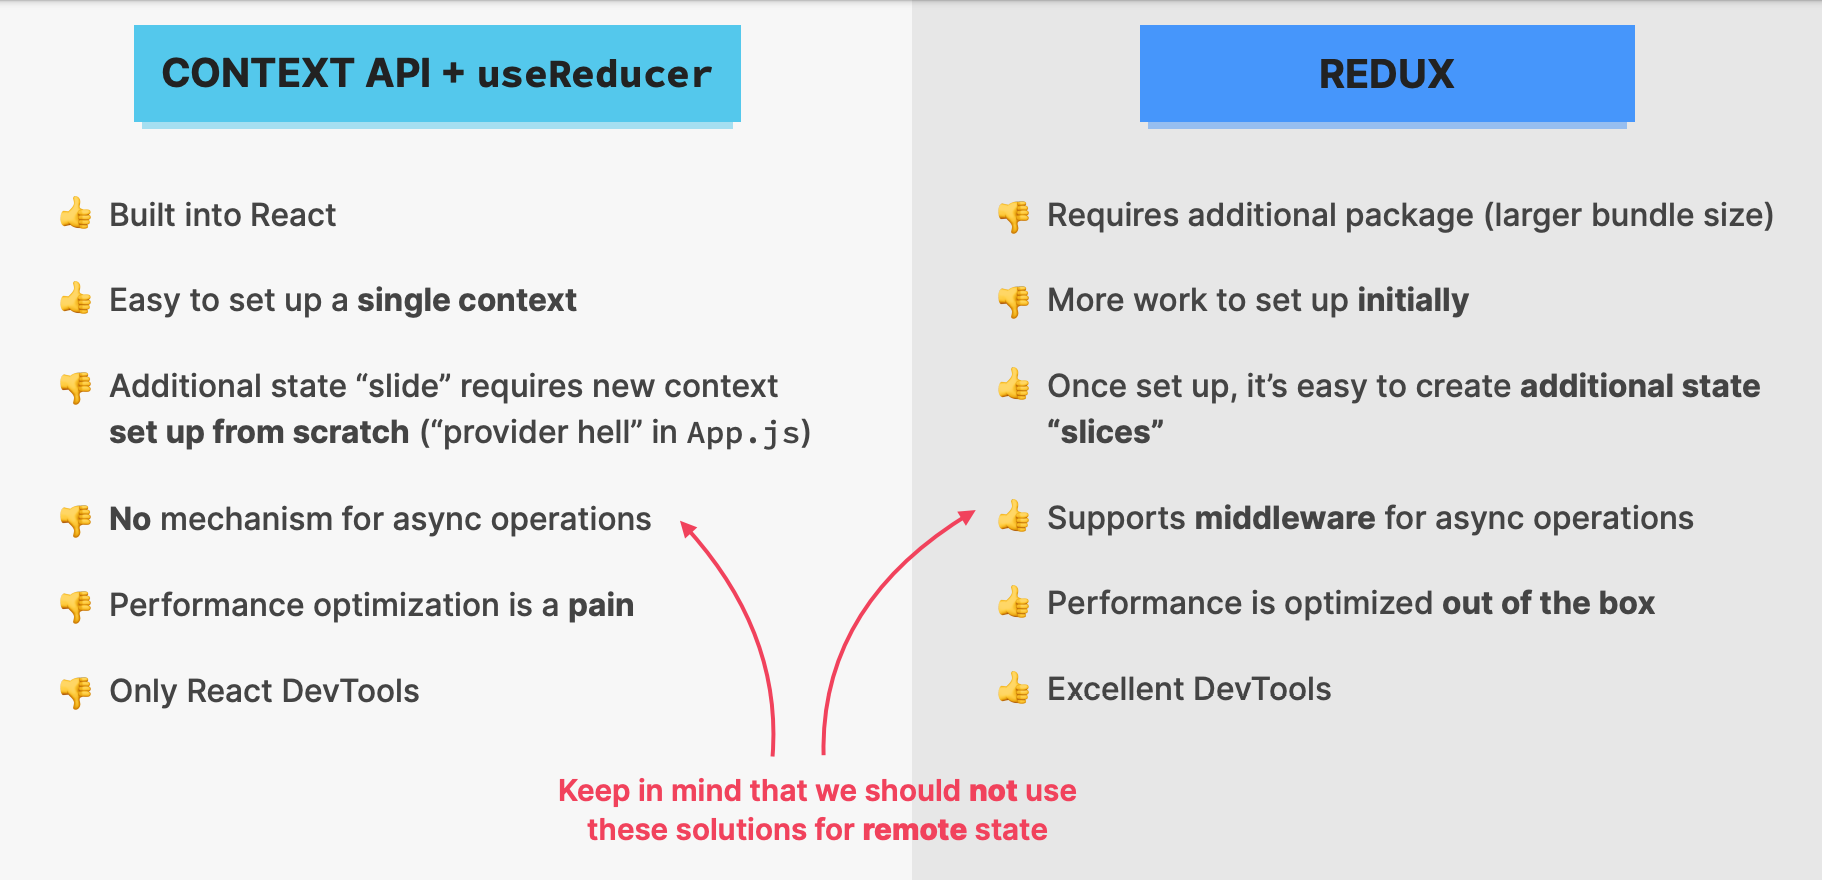 CONTEXT API + useReducer
👍 Built into React
👍 Easy to set up a single context
👎 Additional state “slide” requires new context
set up from scratch (“provider hell” in App.js)
👎 No mechanism for async operations
👎 Performance optimization is a pain
👎 Only React DevTools
REDUX
👎 Requires additional package (larger bundle size)
👎 More work to set up initially
👍 Once set up, it’s easy to create additional state
“slices”
👍 Supports middleware for async operations
👍 Performance is optimized out of the box
👍 Excellent DevTools
Keep in mind that we should not use
these solutions for remote state